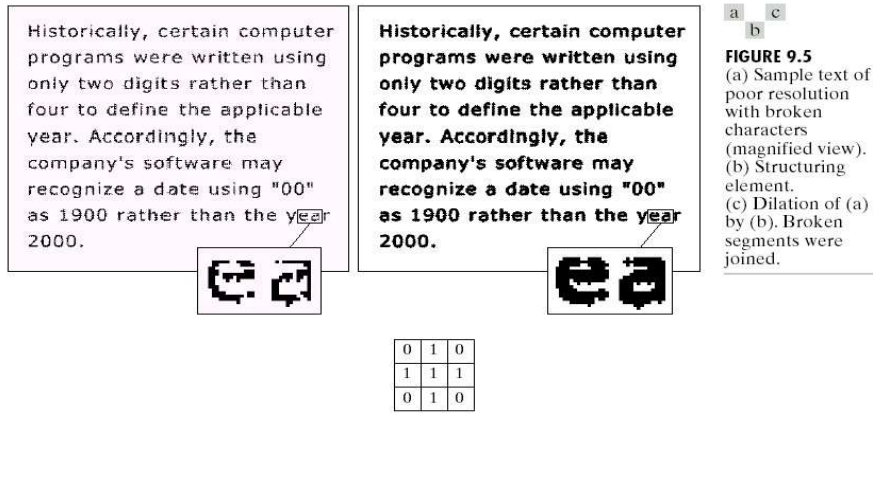 Historically, certain computer
programs were written using
only two digits rather than
four to define the applicable
year. Accordingly, the
company's software may
recognize a date using "00"
as 1900 rather than the year
2000.
ea
Historically, certain computer
programs were written using
only two digits rather than
four to define the applicable
year. Accordingly, the
company's software may
recognize a date using "00"
as 1900 rather than the year
2000.
ea
a c
b
FIGURE 9.5
(a) Sample text of
poor resolution
with broken
characters
(magnified view).
(b) Structuring
element.
(c) Dilation of (a)
by (b). Broken
segments were
joined.
0 1 0
1 1 1
0 1 0